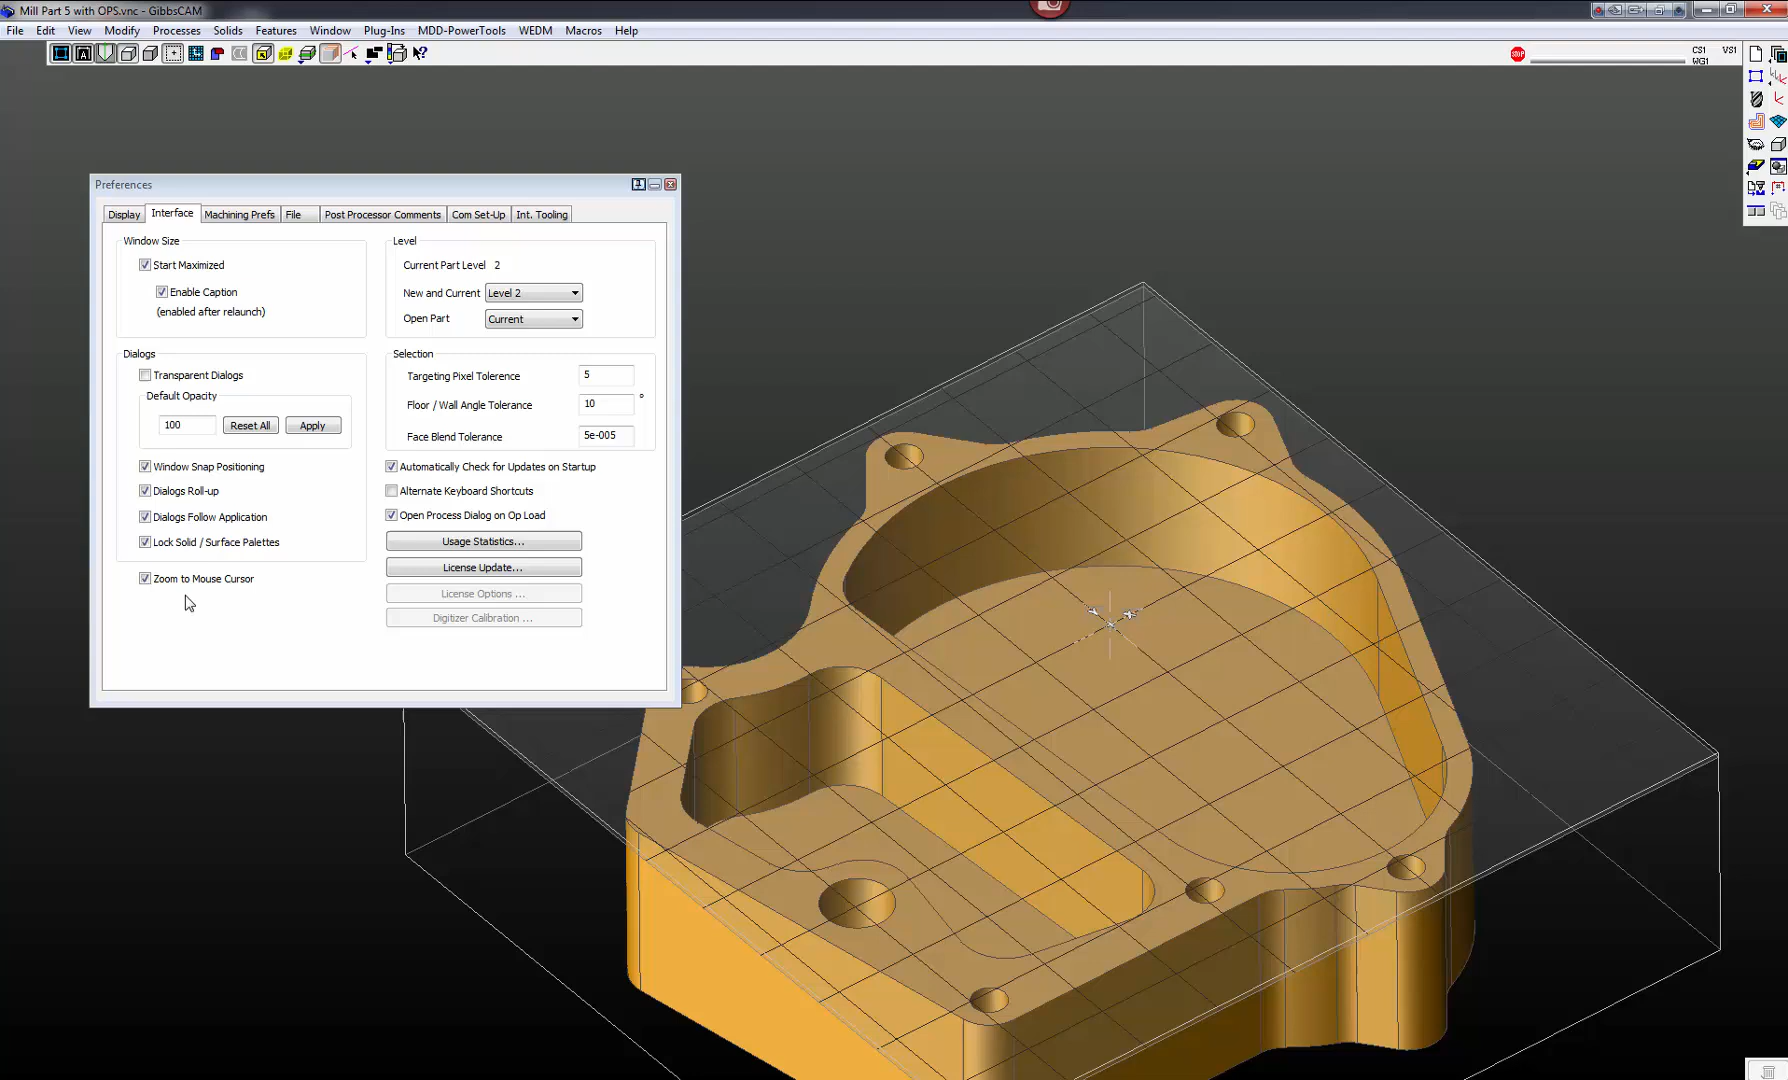 Mill Part 5 with OPS.vnc - GibbsCAM
File Edit View Modify Processes Solids Features Window Plug-Ins MDD-PowerTools WEDM Macros Help
A
STOP
CS1 VS1
WG1
Preferences
Display Interface Machining Prefs File Post Processor Comments Com Set-Up Int. Tooling
Window Size
Start Maximized
Enable Caption
(enabled after relaunch)
Dialogs
Transparent Dialogs
Default Opacity
100 Reset All Apply
Window Snap Positioning
Dialogs Roll-up
Dialogs Follow Application
Lock Solid / Surface Palettes
Zoom to Mouse Cursor
Level
Current Part Level 2
New and Current Level 2
Open Part Current
Selection
Targeting Pixel Tolerence 5
Floor / Wall Angle Tolerance 10 °
Face Blend Tolerance 5e-005
Automatically Check for Updates on Startup
Alternate Keyboard Shortcuts
Open Process Dialog on Op Load
Usage Statistics...
License Update...
License Options ...
Digitizer Calibration ...